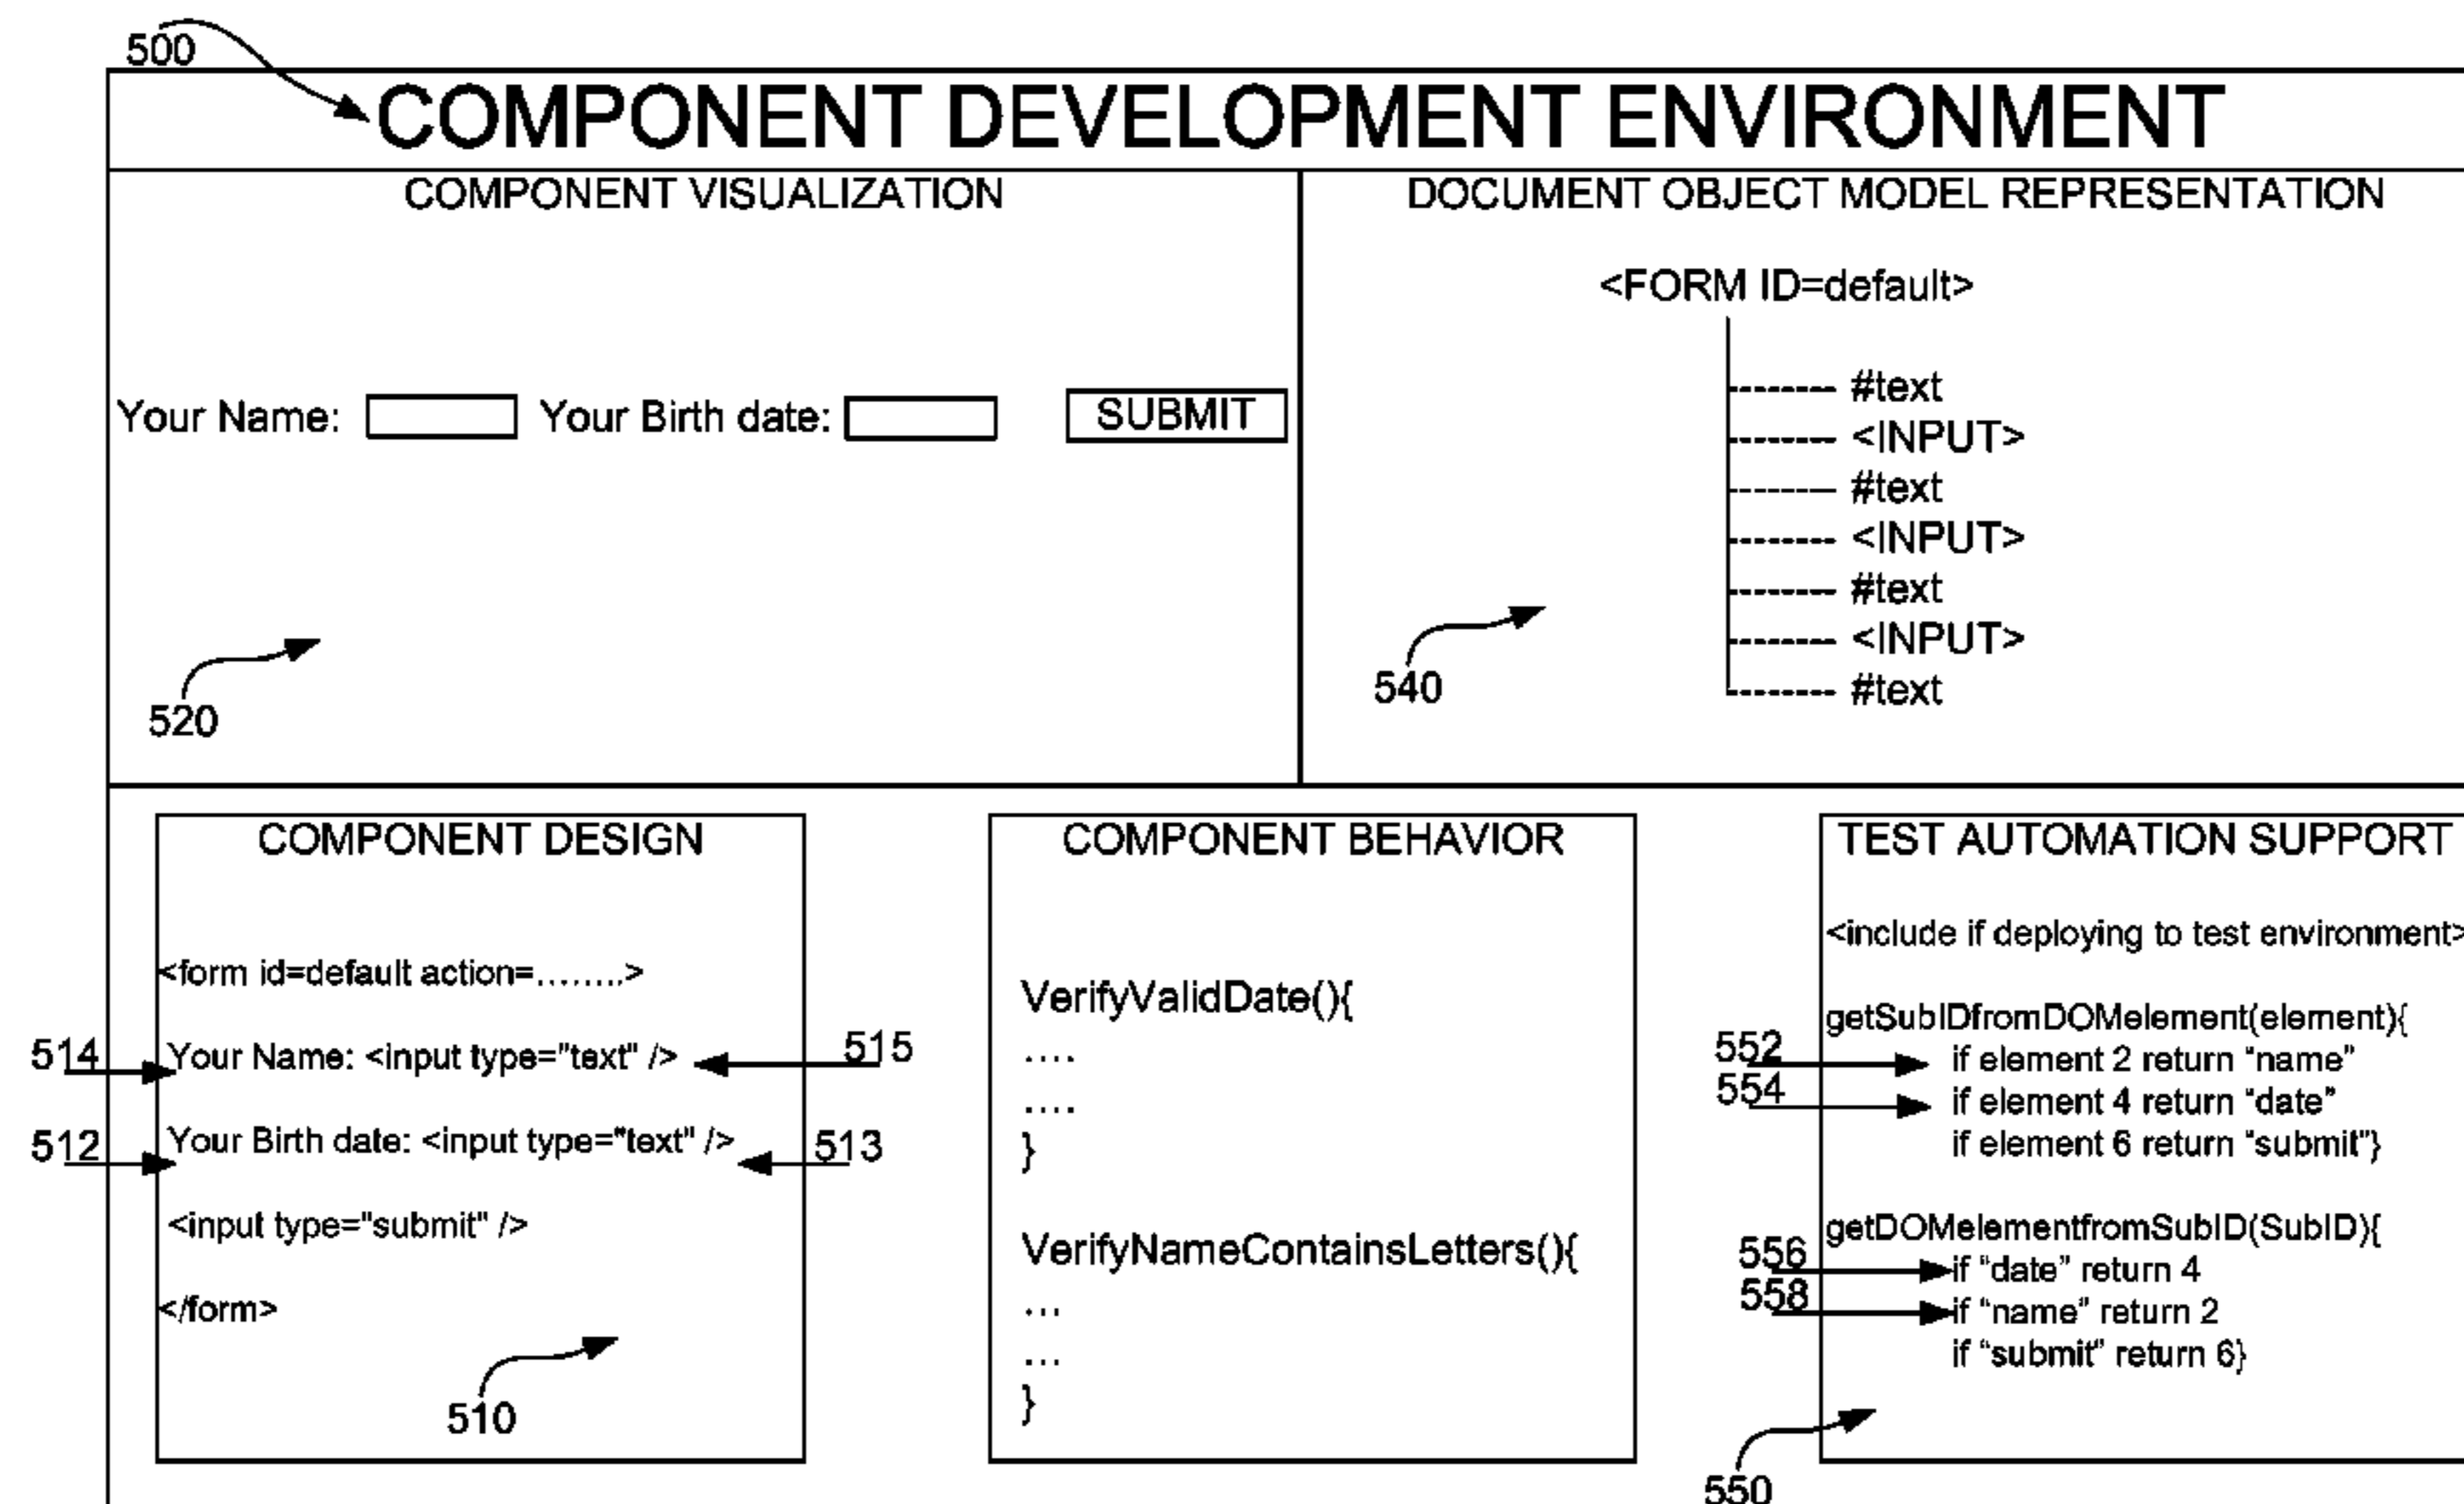 500
COMPONENT DEVELOPMENT ENVIRONMENT
COMPONENT VISUALIZATION
Your Name:
Your Birth date:
SUBMIT
520
DOCUMENT OBJECT MODEL REPRESENTATION
<FORM ID=default>
#text
<INPUT>
#text
<INPUT>
#text
<INPUT>
#text
540
COMPONENT DESIGN
<form id=default action=........>
514
Your Name: <input type="text" />
515
512
Your Birth date: <input type="text" />
513
<input type="submit" />
</form>
510
COMPONENT BEHAVIOR
VerifyValidDate(){
....
....
}
VerifyNameContainsLetters(){
...
...
}
TEST AUTOMATION SUPPORT
<include if deploying to test environment>
getSubIDfromDOMelement(element){
552
if element 2 return “name”
554
if element 4 return “date”
if element 6 return “submit”}
getDOMelementfromSubID(SubID){
556
if “date” return 4
558
if “name” return 2
if “submit” return 6}
550